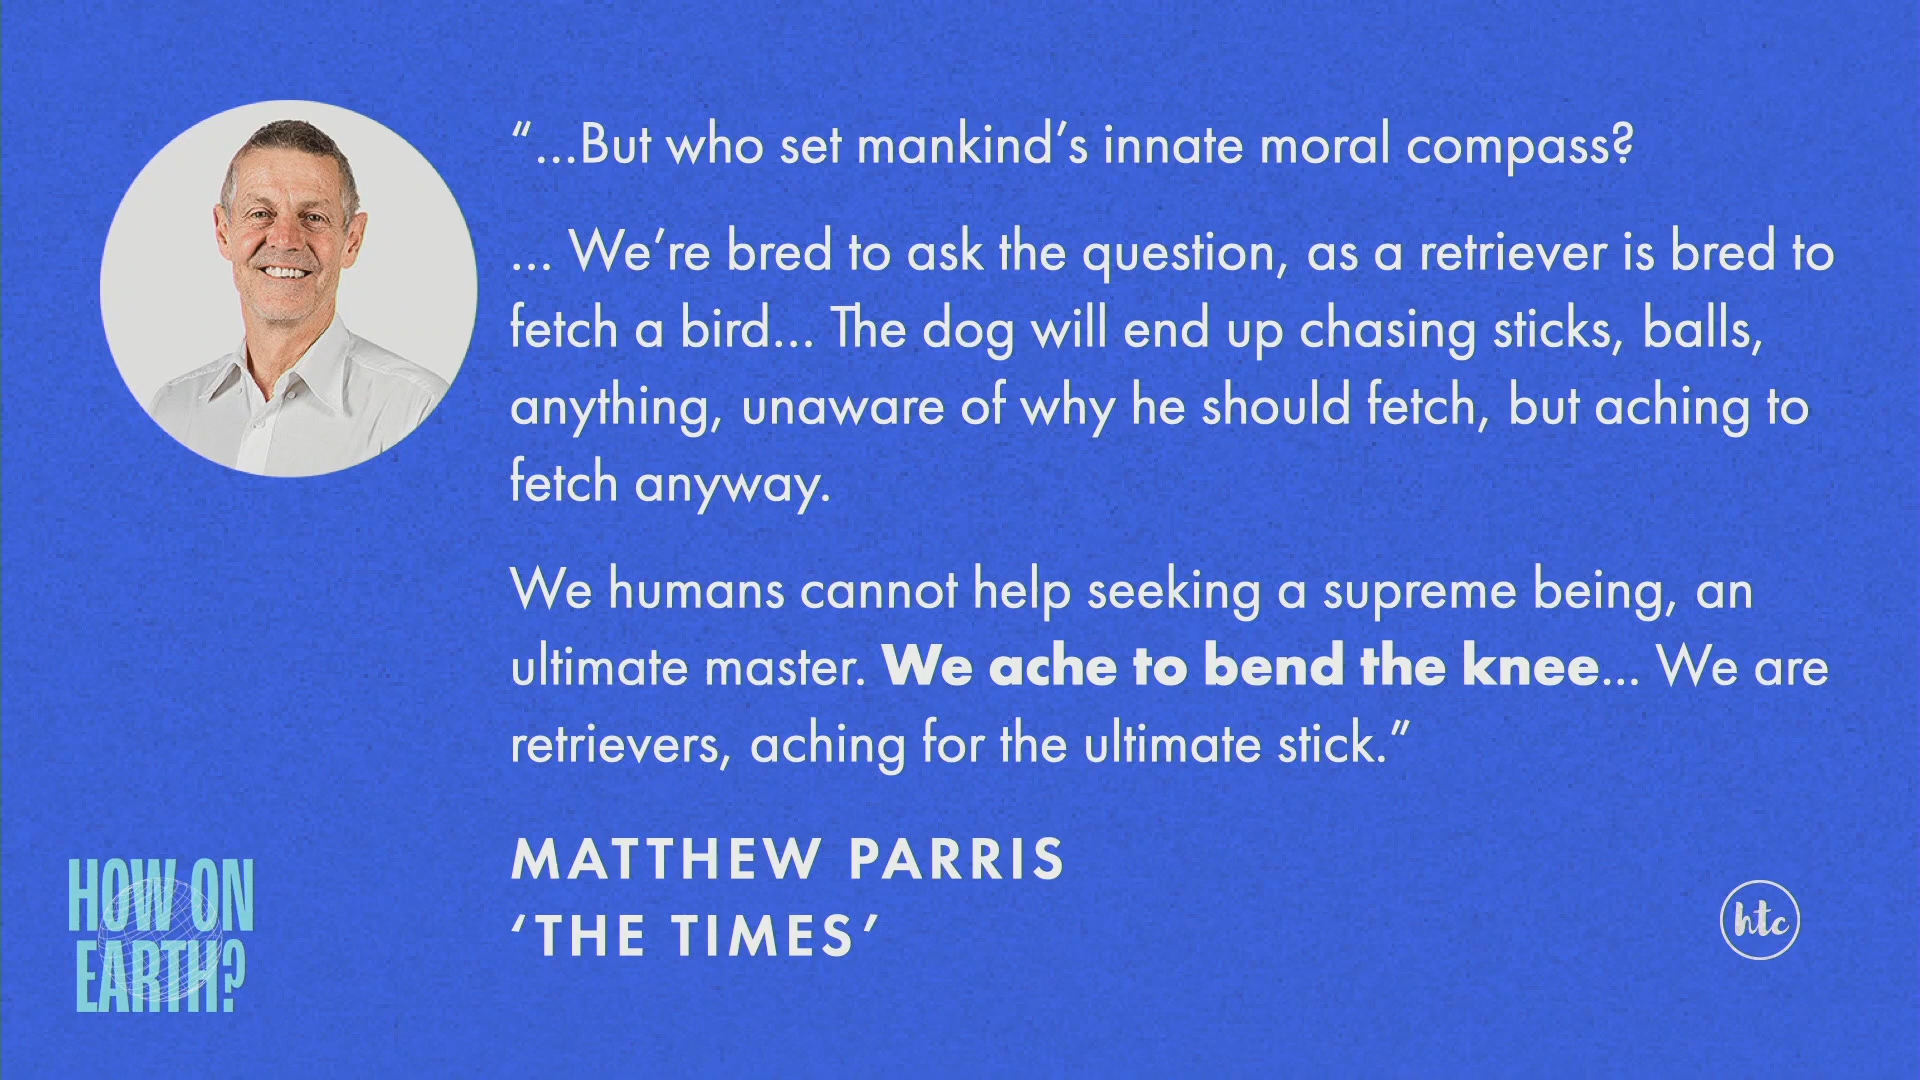 “...But who set mankind’s innate moral compass?
... We’re bred to ask the question, as a retriever is bred to
fetch a bird... The dog will end up chasing sticks, balls,
anything, unaware of why he should fetch, but aching to
fetch anyway.
We humans cannot help seeking a supreme being, an
ultimate master. We ache to bend the knee... We are
retrievers, aching for the ultimate stick.”
MATTHEW PARRIS
‘THE TIMES’
HOW ON
EARTH?
htc